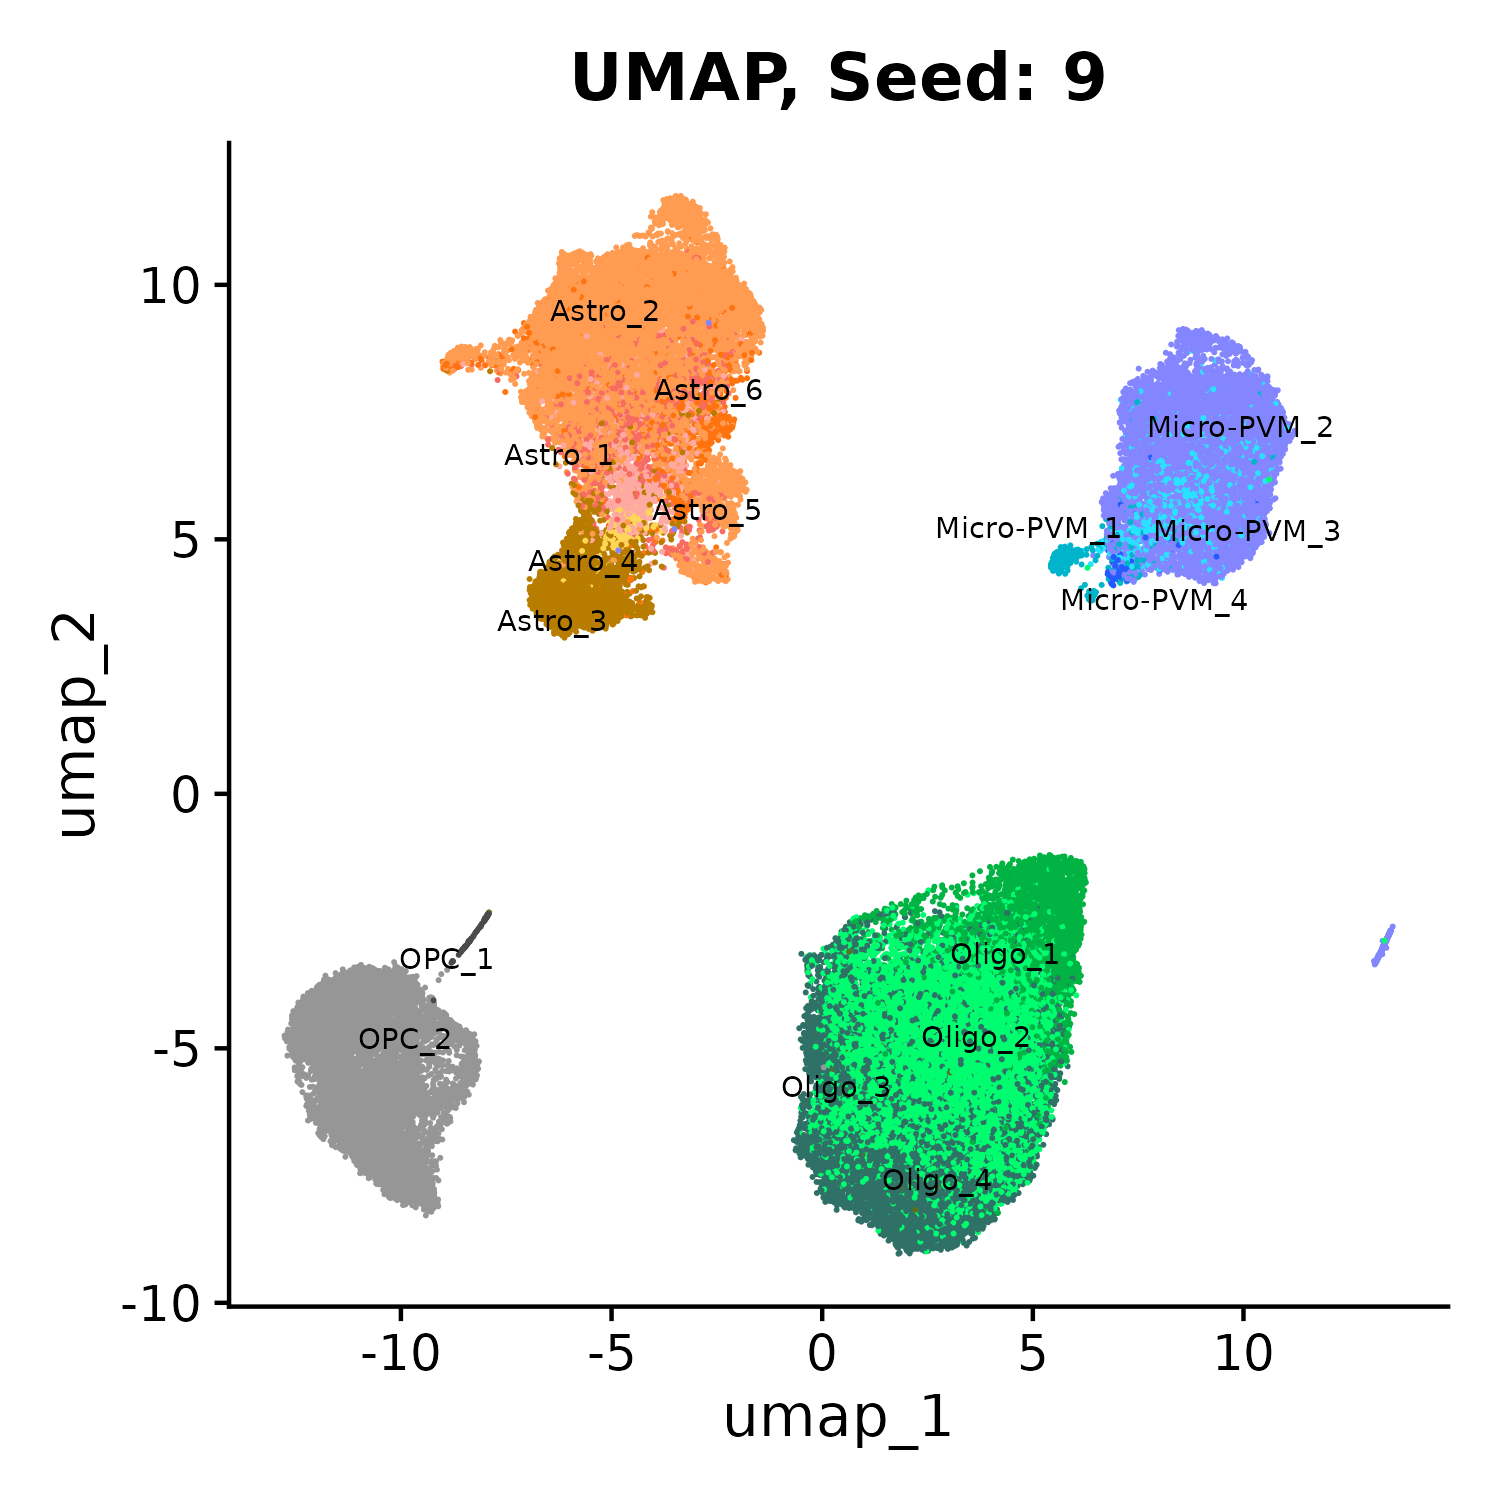 UMAP, Seed: 9
umap_2
10
5
0
-5
-10
Astro_2
Astro_6
Astro_1
Astro_5
Astro_4
Astro_3
Micro-PVM_2
Micro-PVM_1
Micro-PVM_3
Micro-PVM_4
OPC_1
OPC_2
Oligo_1
Oligo_2
Oligo_3
Oligo_4
-10 -5 0 5 10
umap_1